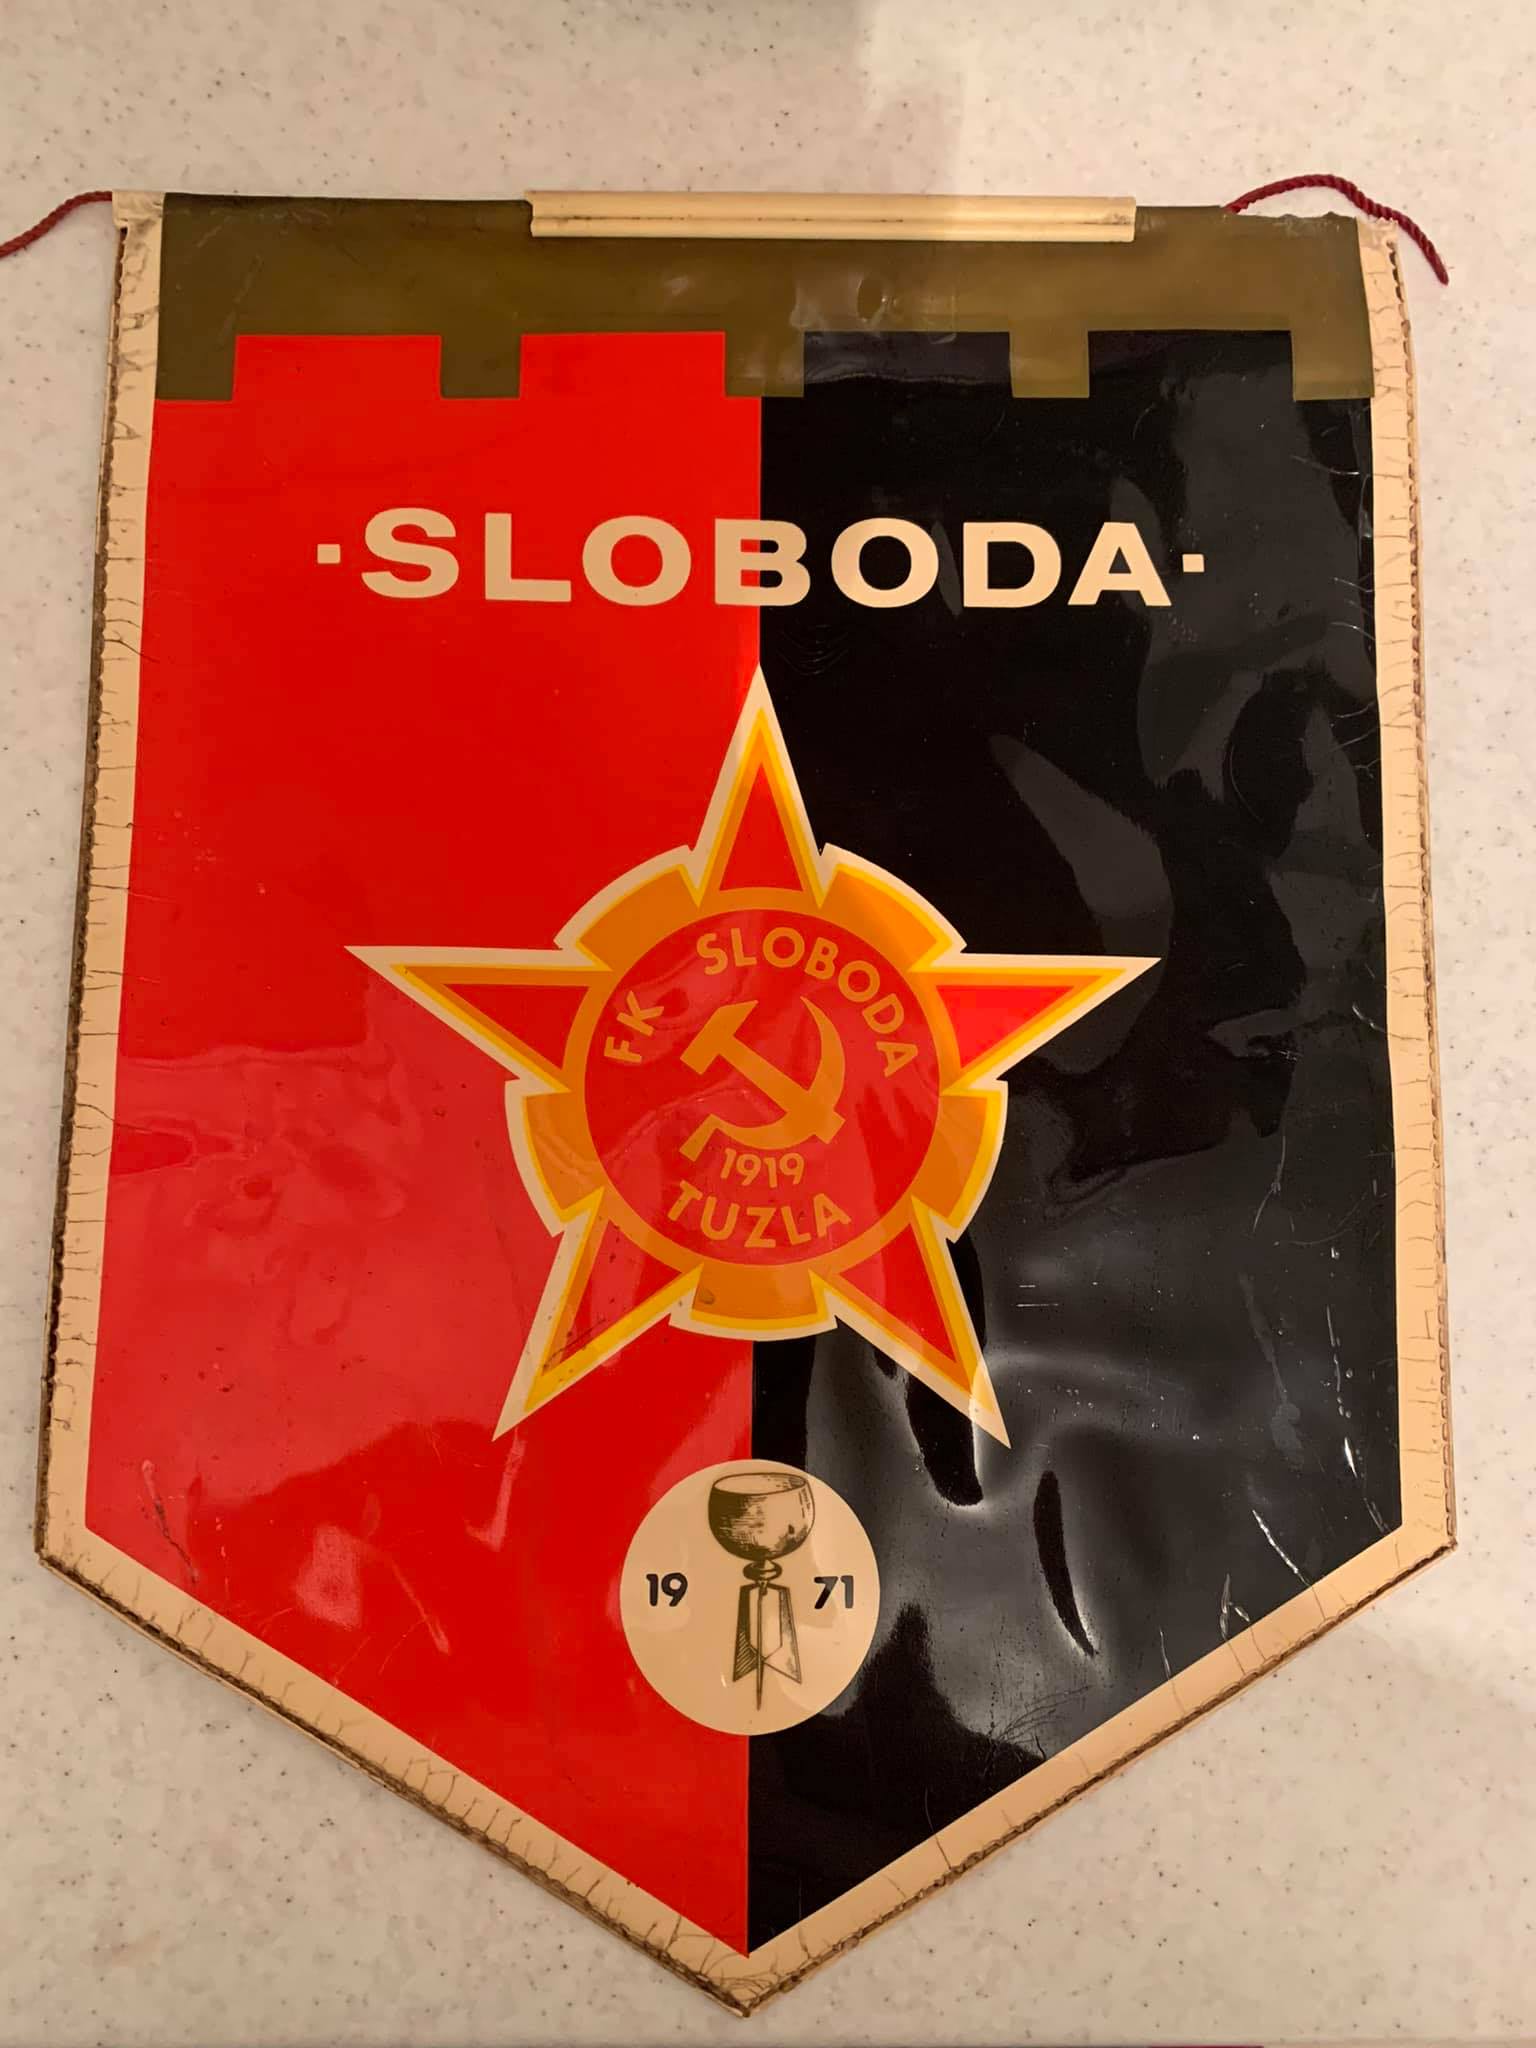 ·SLOBODA·
FK SLOBODA
1919
TUZLA
19 71